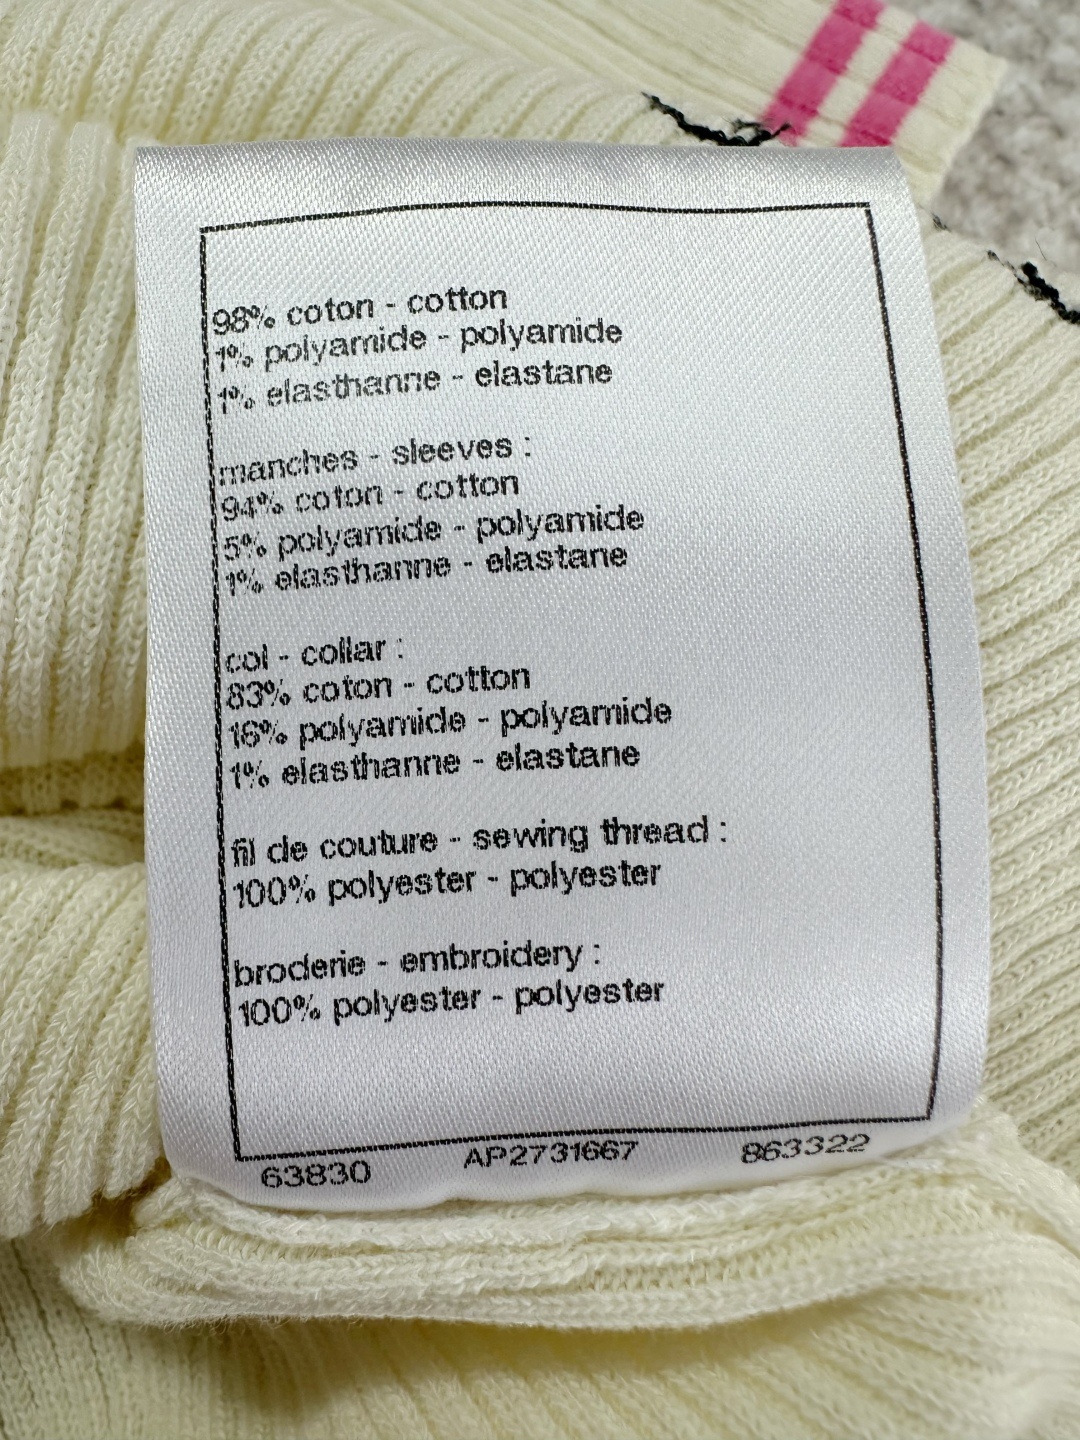 98% coton - cotton
1% polyamide - polyamide
1% elasthanne - elastane
manches - sleeves :
94% coton - cotton
5% polyamide - polyamide
1% elasthanne - elastane
col - collar :
83% coton - cotton
16% polyamide - polyamide
1% elasthanne - elastane
fil de couture - sewing thread :
100% polyester - polyester
broderie - embroidery :
100% polyester - polyester
63830 AP2731667 863322